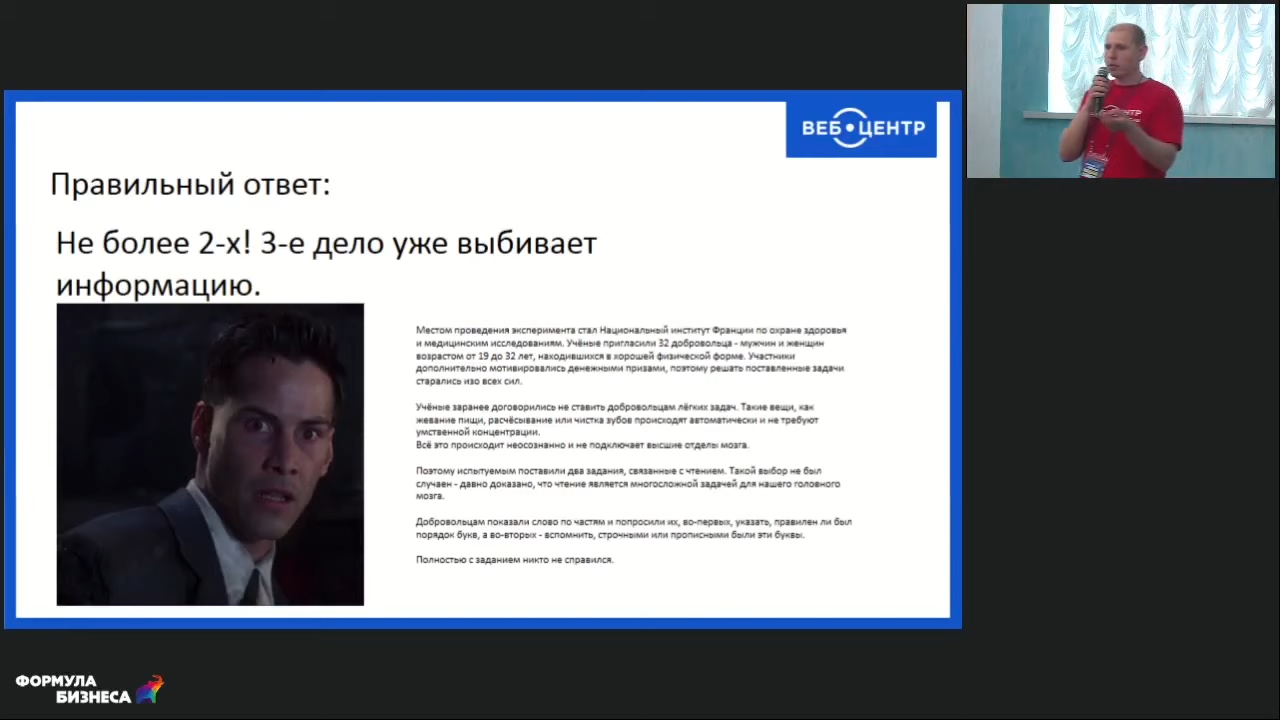 ВЕБ ЦЕНТР
Правильный ответ:
Не более 2-х! 3-е дело уже выбивает
информацию.
Местом проведения эксперимента стал Национальный институт Франции по охране здоровья
и медицинским исследованиям. Учёные пригласили 32 добровольца - мужчин и женщин
возрастом от 19 до 32 лет, находившихся в хорошей физической форме. Участники
дополнительно мотивировались денежными призами, поэтому решать поставленные задачи
старались изо всех сил.
Учёные заранее договорились не ставить добровольцам лёгких задач. Такие вещи, как
жевание пищи, расчёсывание или чистка зубов происходят автоматически и не требуют
умственной концентрации.
Всё это происходит неосознанно и не подключает высшие отделы мозга.
Поэтому испытуемым поставили два задания, связанные с чтением. Такой выбор не был
случаен - давно доказано, что чтение является многосложной задачей для нашего головного
мозга.
Добровольцам показали слово по частям и попросили их, во-первых, указать, правилен ли был
порядок букв, а во-вторых - вспомнить, строчными или прописными были эти буквы.
Полностью с заданием никто не справился.
ФОРМУЛА
БИЗНЕСА